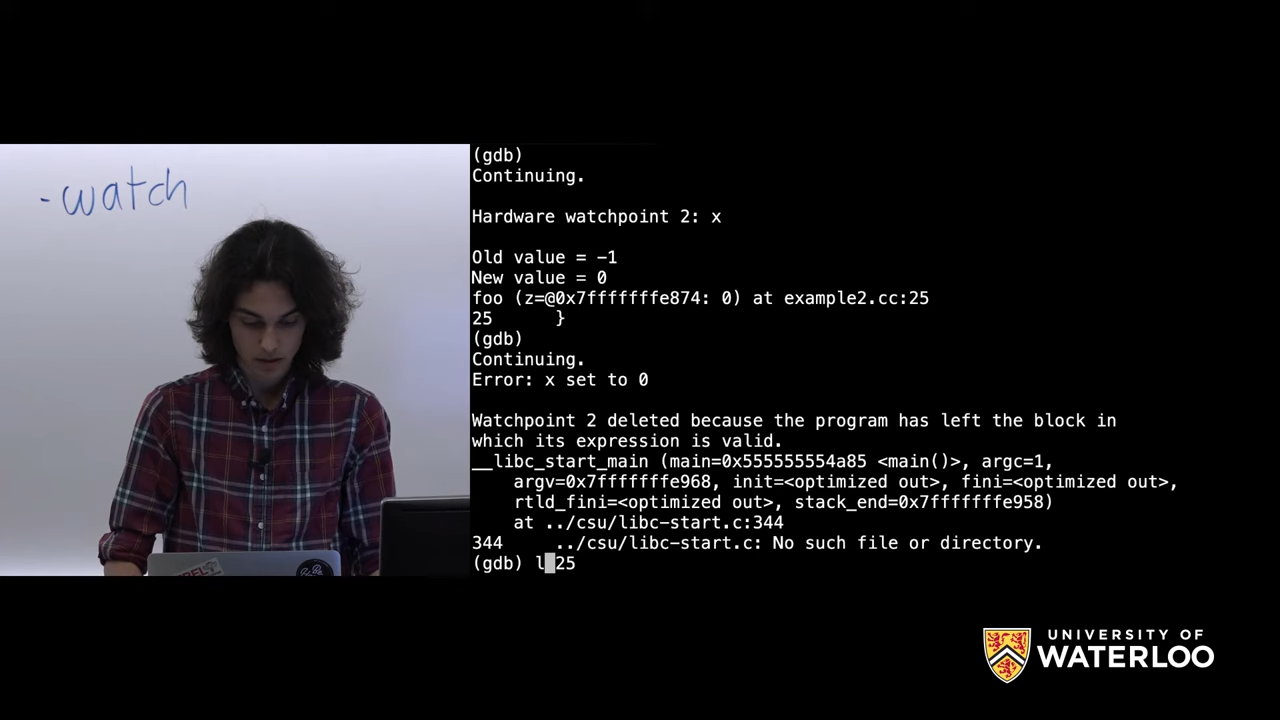 -watch
(gdb)
Continuing.
Hardware watchpoint 2: x
Old value = -1
New value = 0
foo (z=@0x7fffffffe874: 0) at example2.cc:25
25 }
(gdb)
Continuing.
Error: x set to 0
Watchpoint 2 deleted because the program has left the block in
which its expression is valid.
__libc_start_main (main=0x555555554a85 <main()>, argc=1,
argv=0x7fffffffe968, init=<optimized out>, fini=<optimized out>,
rtld_fini=<optimized out>, stack_end=0x7fffffffe958)
at ../csu/libc-start.c:344
344 ../csu/libc-start.c: No such file or directory.
(gdb) l 25
UNIVERSITY OF
WATERLOO